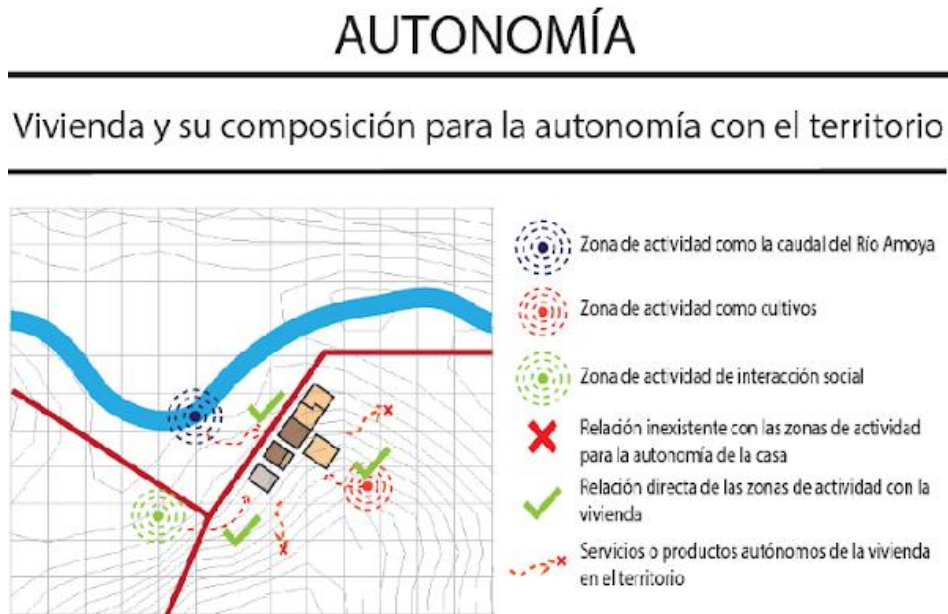 AUTONOMÍA
Vivienda y su composición para la autonomía con el territorio
Zona de actividad como la caudal del Río Amoya
Zona de actividad como cultivos
Zona de actividad de interacción social
Relación inexistente con las zonas de actividad
para la autonomía de la casa
Relación directa de las zonas de actividad con la
vivienda
Servicios o productos autónomos de la vivienda
en el territorio